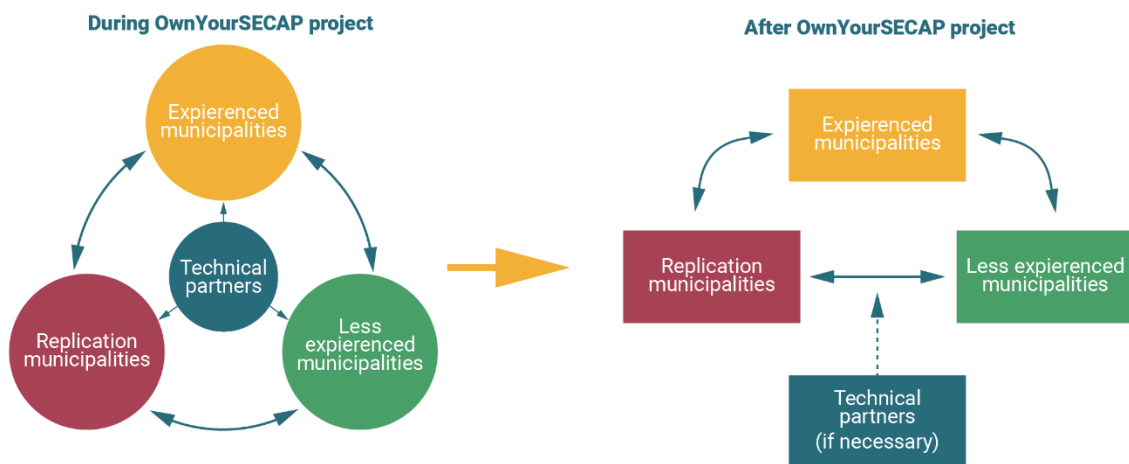 During OwnYourSECAP project
Expierenced
municipalities
Technical
partners
Replication
municipalities
Less
expierenced
municipalities
After OwnYourSECAP project
Expierenced
municipalities
Replication
municipalities
Less expierenced
municipalities
Technical
partners
(if necessary)